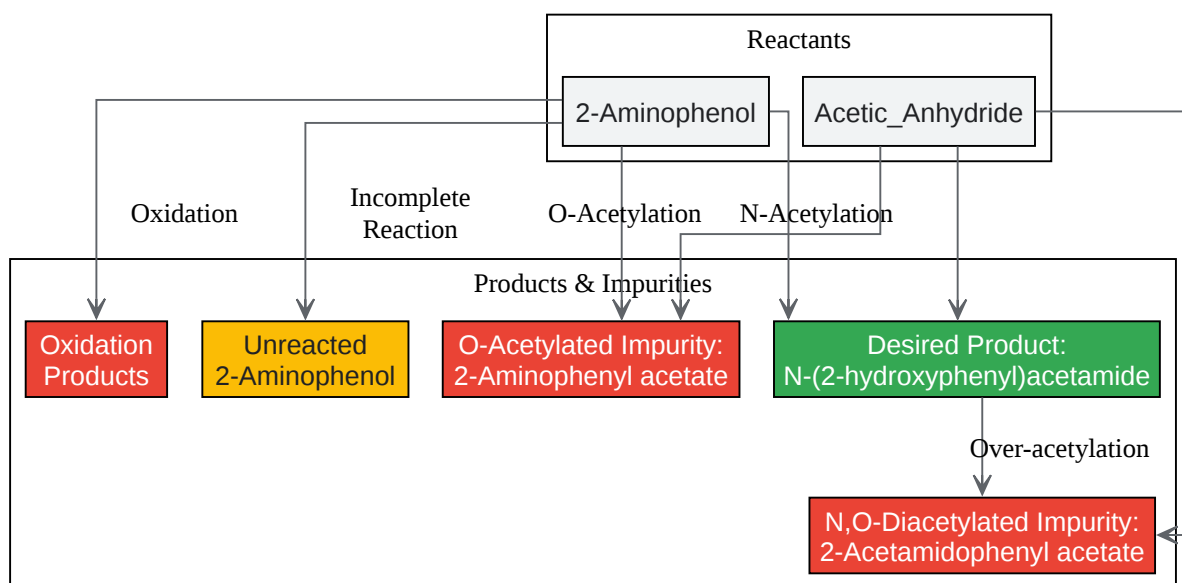 Reactants
2-Aminophenol
Acetic_Anhydride
Oxidation
Incomplete
Reaction
O-Acetylation
N-Acetylation
Products & Impurities
Oxidation
Products
Unreacted
2-Aminophenol
O-Acetylated Impurity:
2-Aminophenyl acetate
Desired Product:
N-(2-hydroxyphenyl)acetamide
Over-acetylation
N,O-Diacetylated Impurity:
2-Acetamidophenyl acetate